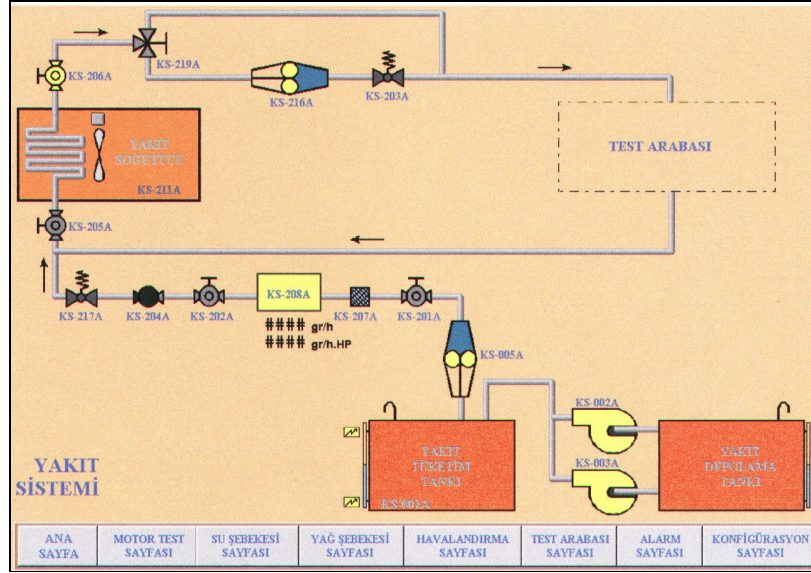 KS-206A
KS-219A
KS-216A
KS-203A
YAKIT
SOĞUTUCU
KS-211A
TEST ARABASI
KS-205A
KS-217A
KS-204A
KS-202A
KS-208A
KS-207A
KS-201A
#### gr/h
#### gr/h.HP
KS-005A
KS-002A
KS-003A
YAKIT
TÜKETİM
TANKI
KS-001A
YAKIT
DEPOLAMA
TANKI
YAKIT
SİSTEMİ
ANA
SAYFA
MOTOR TEST
SAYFASI
SU ŞEBEKESİ
SAYFASI
YAĞ ŞEBEKESİ
SAYFASI
HAVALANDIRMA
SAYFASI
TEST ARABASI
SAYFASI
ALARM
SAYFASI
KONFİGÜRASYON
SAYFASI